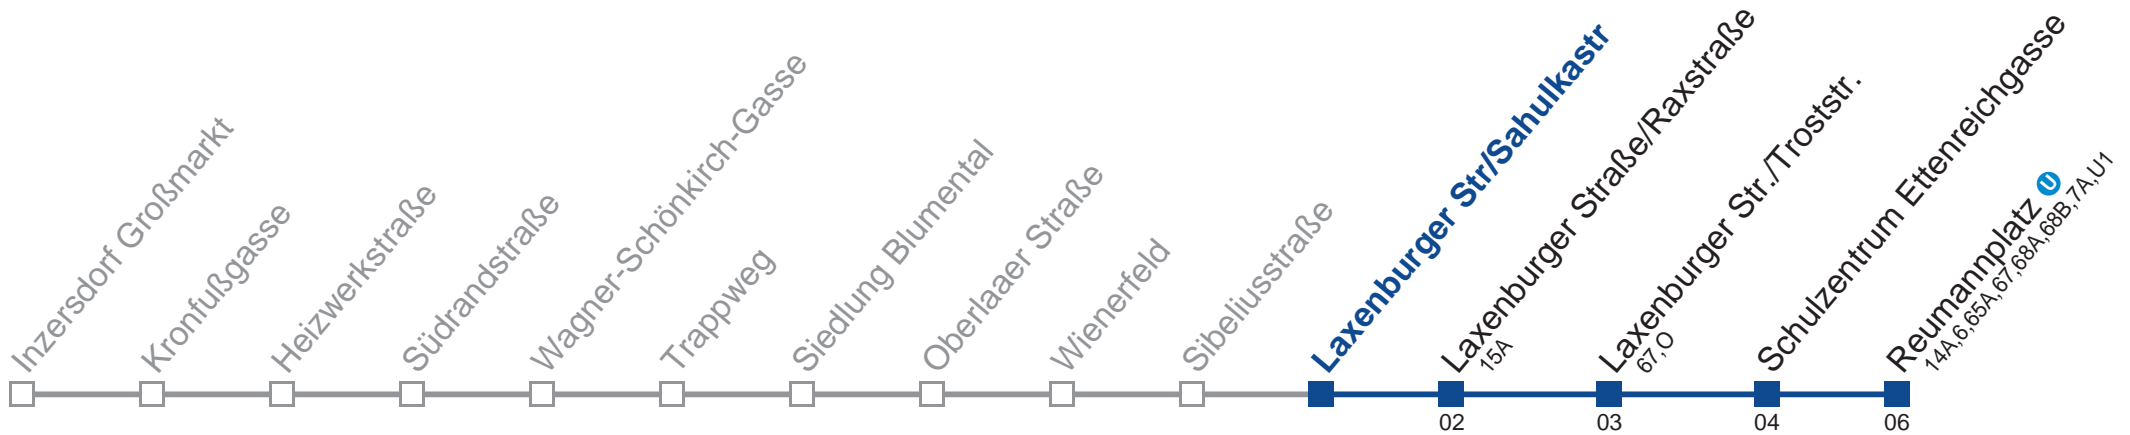 Inzersdorf Großmarkt
Kronfußgasse
Heizwerkstraße
Südrandstraße
Wagner-Schönkirch-Gasse
Trappweg
Siedlung Blumental
Oberlaaer Straße
Wienerfeld
Sibeliusstraße
Laxenburger Str/Sahulkastr
Laxenburger Straße/Raxstraße
15A
Laxenburger Str./Troststr.
67,O
Schulzentrum Ettenreichgasse
Reumannplatz U
14A,6,65A,67,68A,68B,7A,U1
02
03
04
06